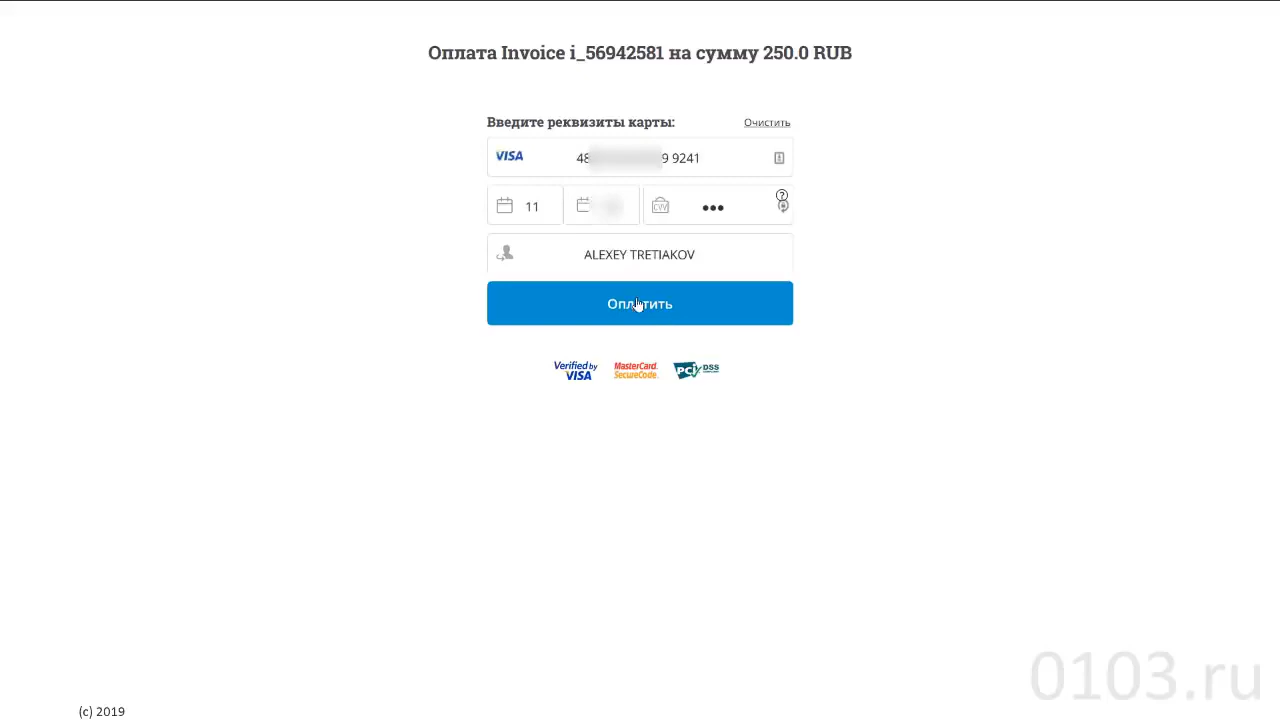 Оплата Invoice i_56942581 на сумму 250.0 RUB
Введите реквизиты карты: Очистить
VISA 48 9 9241
11 CVV ••• ?
ALEXEY TRETIAKOV
Оплатить
Verified by VISA MasterCard. SecureCode. PCI DSS
0103.ru
(c) 2019